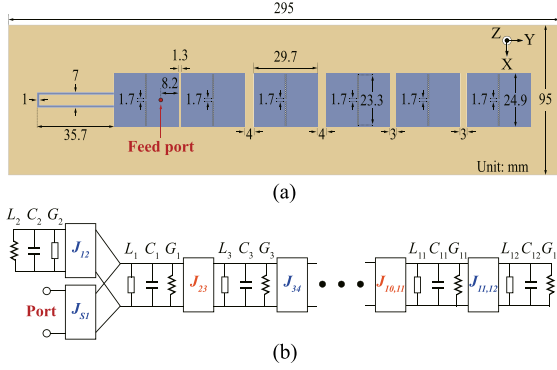 295
1.3
29.7
Z
Y
X
7
8.2
1
1.7
1.7
1.7
1.7
23.3
1.7
1.7
24.9
95
35.7
Feed port
4
4
3
3
Unit: mm
(a)
L2 C2 G2
J12
L1 C1 G1
L3 C3 G3
L11 C11 G11
L12 C12 G1
Port
JS1
J23
J34
J10,11
J11,12
(b)